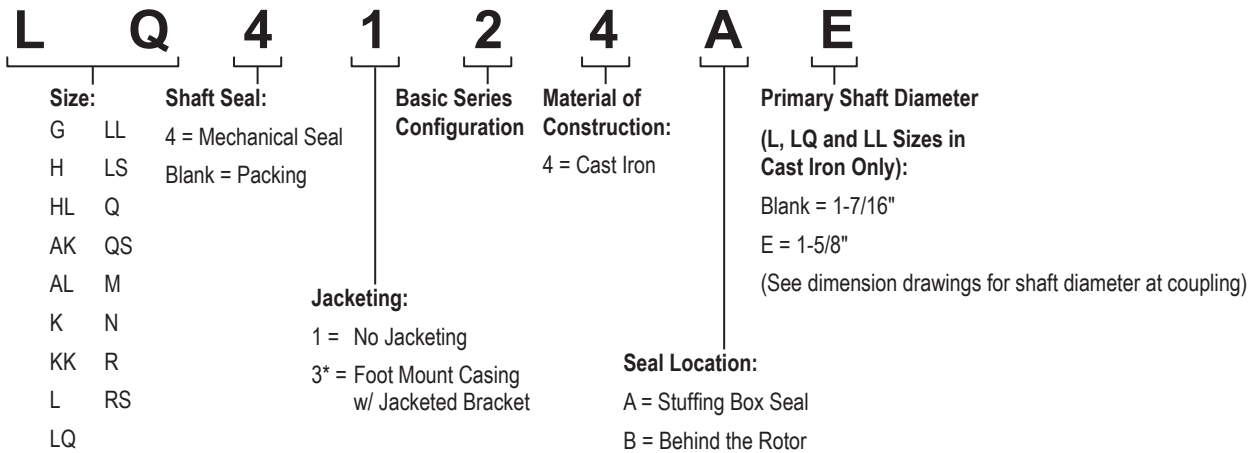 L Q 4 1 2 4 A E
Size:
G LL
H LS
HL Q
AK QS
AL M
K N
KK R
L RS
LQ
Shaft Seal:
4 = Mechanical Seal
Blank = Packing
Jacketing:
1 = No Jacketing
3* = Foot Mount Casing
w/ Jacketed Bracket
Basic Series
Configuration
Material of
Construction:
4 = Cast Iron
Seal Location:
A = Stuffing Box Seal
B = Behind the Rotor
Primary Shaft Diameter
(L, LQ and LL Sizes in
Cast Iron Only):
Blank = 1-7/16"
E = 1-5/8"
(See dimension drawings for shaft diameter at coupling)